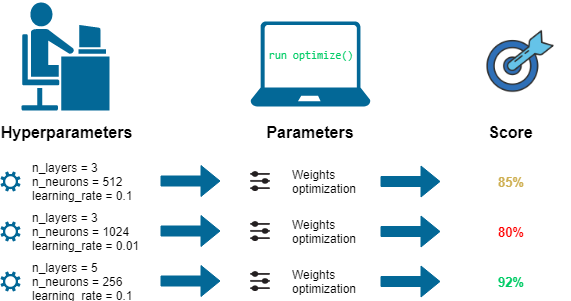 run optimize()
Hyperparameters
Parameters
Score
n_layers = 3
n_neurons = 512
learning_rate = 0.1
Weights
optimization
85%
n_layers = 3
n_neurons = 1024
learning_rate = 0.01
Weights
optimization
80%
n_layers = 5
n_neurons = 256
learning_rate = 0.1
Weights
optimization
92%